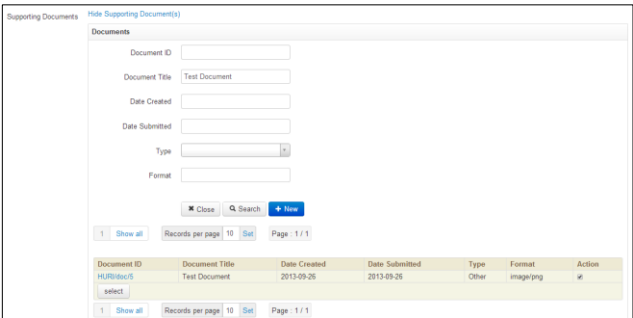 Supporting Documents Hide Supporting Document(s)
Documents
Document ID
Document Title Test Document
Date Created
Date Submitted
Type
Format
Close Search + New
1 Show all Records per page 10 Set Page : 1 / 1
Document ID Document Title Date Created Date Submitted Type Format Action
HURI/doc/5 Test Document 2013-09-26 2013-09-26 Other image/png
select
1 Show all Records per page 10 Set Page : 1 / 1